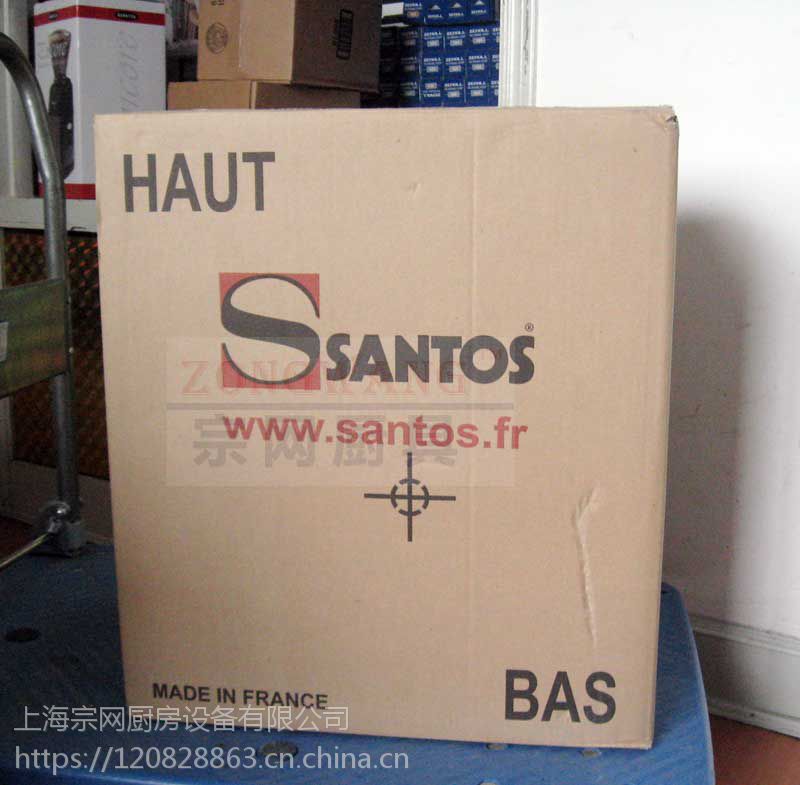 HAUT
SANTOS®
ZONGWANG
www.santos.fr
宗网厨具
MADE IN FRANCE
BAS
上海宗网厨房设备有限公司
https://120828863.cn.china.cn